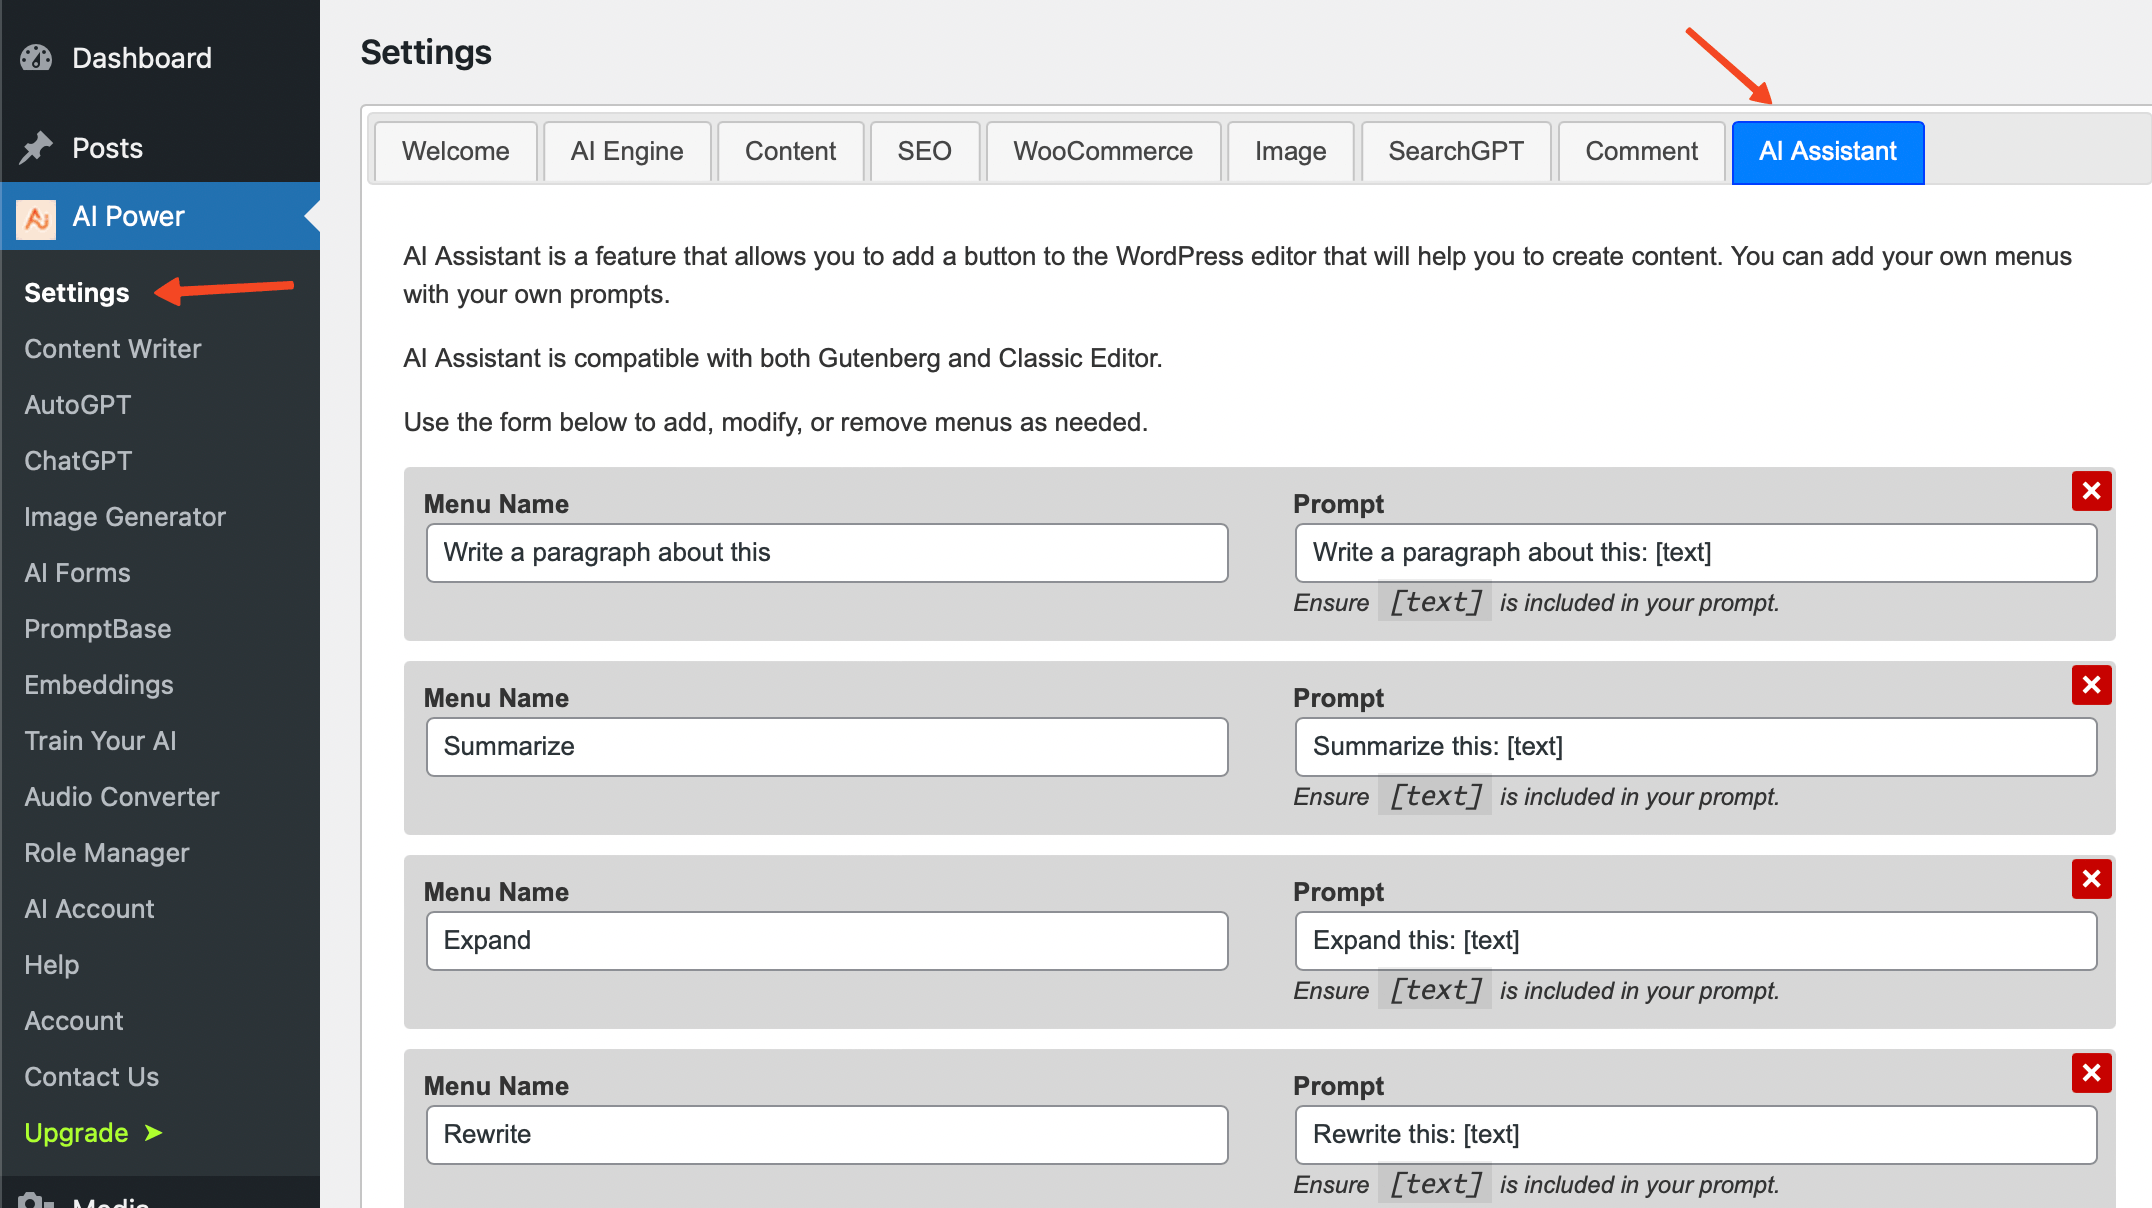 Dashboard
Posts
AI Power
Settings
Content Writer
AutoGPT
ChatGPT
Image Generator
AI Forms
PromptBase
Embeddings
Train Your AI
Audio Converter
Role Manager
AI Account
Help
Account
Contact Us
Upgrade ➤
Media
Settings
Welcome
AI Engine
Content
SEO
WooCommerce
Image
SearchGPT
Comment
AI Assistant
AI Assistant is a feature that allows you to add a button to the WordPress editor that will help you to create content. You can add your own menus
with your own prompts.
AI Assistant is compatible with both Gutenberg and Classic Editor.
Use the form below to add, modify, or remove menus as needed.
Menu Name
Write a paragraph about this
Prompt
Write a paragraph about this: [text]
Ensure [text] is included in your prompt.
Menu Name
Summarize
Prompt
Summarize this: [text]
Ensure [text] is included in your prompt.
Menu Name
Expand
Prompt
Expand this: [text]
Ensure [text] is included in your prompt.
Menu Name
Rewrite
Prompt
Rewrite this: [text]
Ensure [text] is included in your prompt.